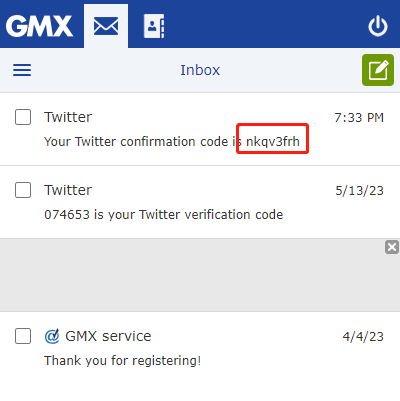 GMX
Inbox
Twitter 7:33 PM
Your Twitter confirmation code is nkqv3frh
Twitter 5/13/23
074653 is your Twitter verification code
GMX service 4/4/23
Thank you for registering!